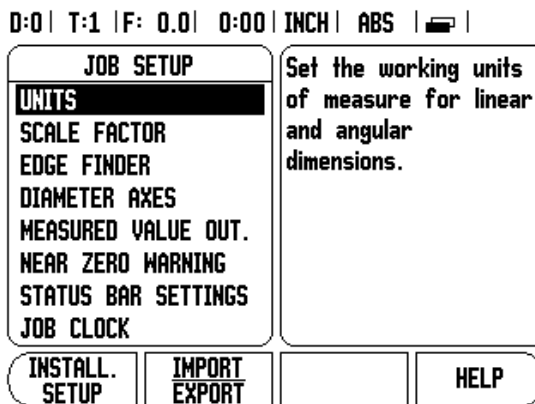 D:0 | T:1 | F: 0.0 | 0:00 | INCH | ABS
JOB SETUP
UNITS
SCALE FACTOR
EDGE FINDER
DIAMETER AXES
MEASURED VALUE OUT.
NEAR ZERO WARNING
STATUS BAR SETTINGS
JOB CLOCK
Set the working units
of measure for linear
and angular
dimensions.
INSTALL.
SETUP
IMPORT
EXPORT
HELP